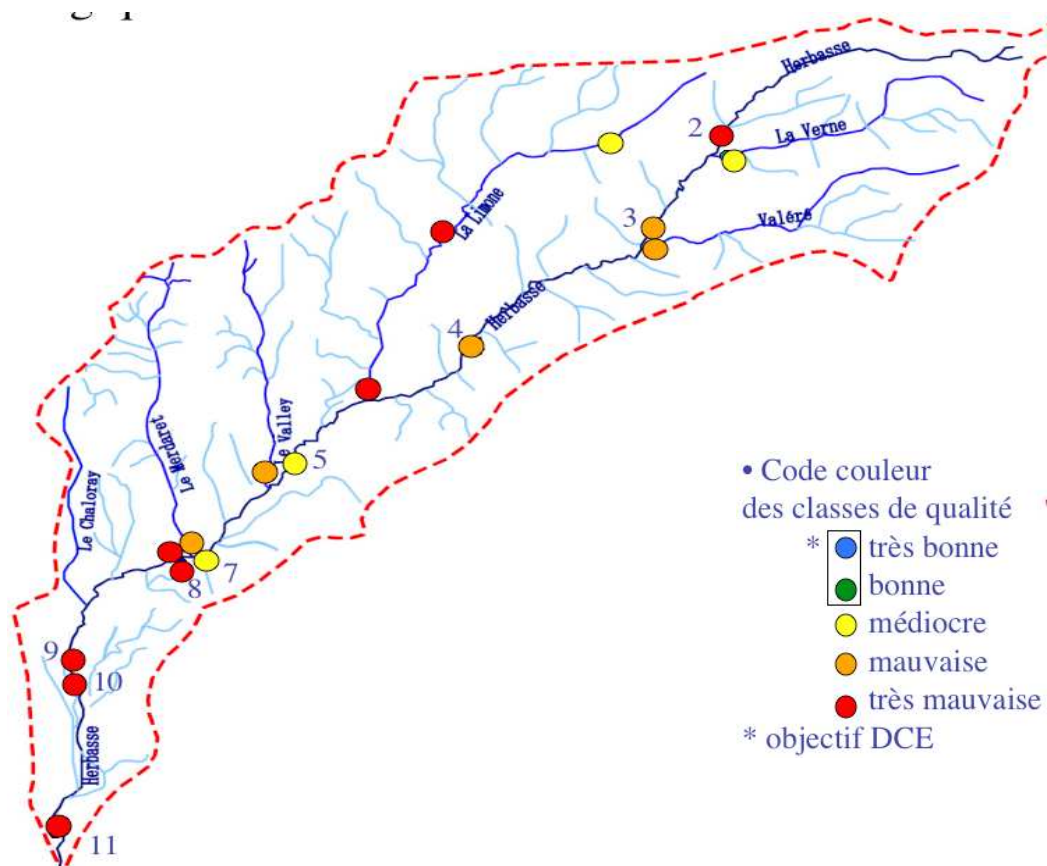 Herbasse
2
La Verne
La Limone
3
Valéré
Herbasse
4
Le Valley
5
Le Merdaret
Le Chaloray
7
8
9
10
Herbasse
11
• Code couleur
des classes de qualité
* très bonne
bonne
médiocre
mauvaise
très mauvaise
* objectif DCE